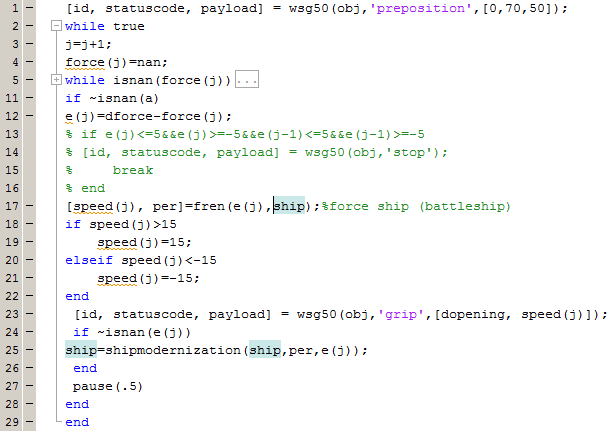 1 – [id, statuscode, payload] = wsg50(obj,'preposition',[0,70,50]);
2 – while true
3 – j=j+1;
4 – force(j)=nan;
5 – while isnan(force(j)) ...
11 – if ~isnan(a)
12 – e(j)=dforce-force(j);
13 % if e(j)<=5&&e(j)>=-5&&e(j-1)<=5&&e(j-1)>=-5
14 % [id, statuscode, payload] = wsg50(obj,'stop');
15 % break
16 % end
17 – [speed(j), per]=fren(e(j),ship);%force ship (battleship)
18 – if speed(j)>15
19 – speed(j)=15;
20 – elseif speed(j)<-15
21 – speed(j)=-15;
22 – end
23 – [id, statuscode, payload] = wsg50(obj,'grip',[dopening, speed(j)]);
24 – if ~isnan(e(j))
25 – ship=shipmodernization(ship,per,e(j));
26 – end
27 – pause(.5)
28 – end
29 – end